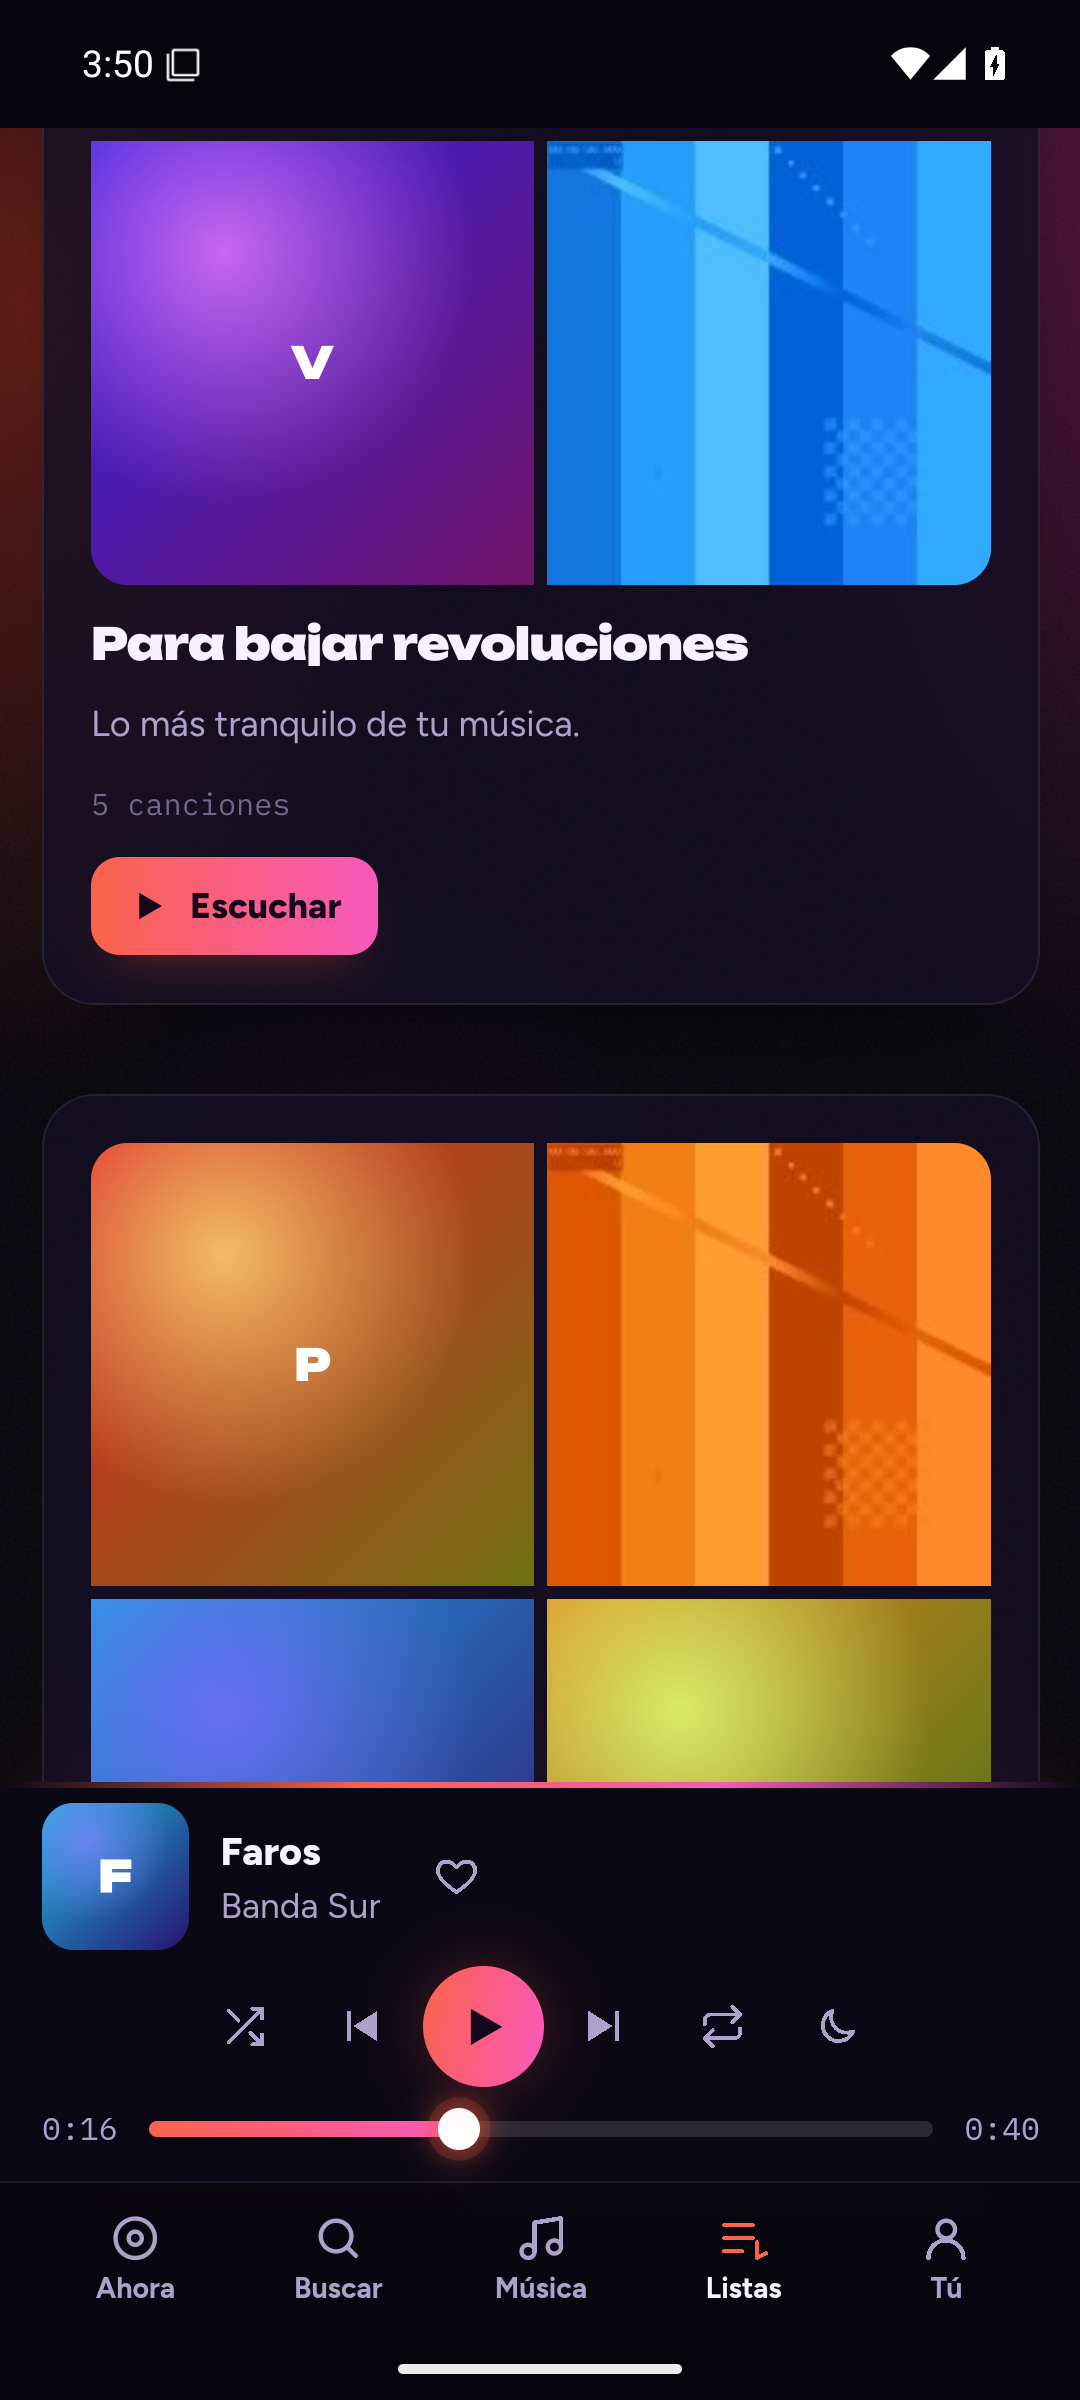 3:50
V
Para bajar revoluciones
Lo más tranquilo de tu música.
5 canciones
Escuchar
P
F
Faros
Banda Sur
0:16
0:40
Ahora
Buscar
Música
Listas
Tú